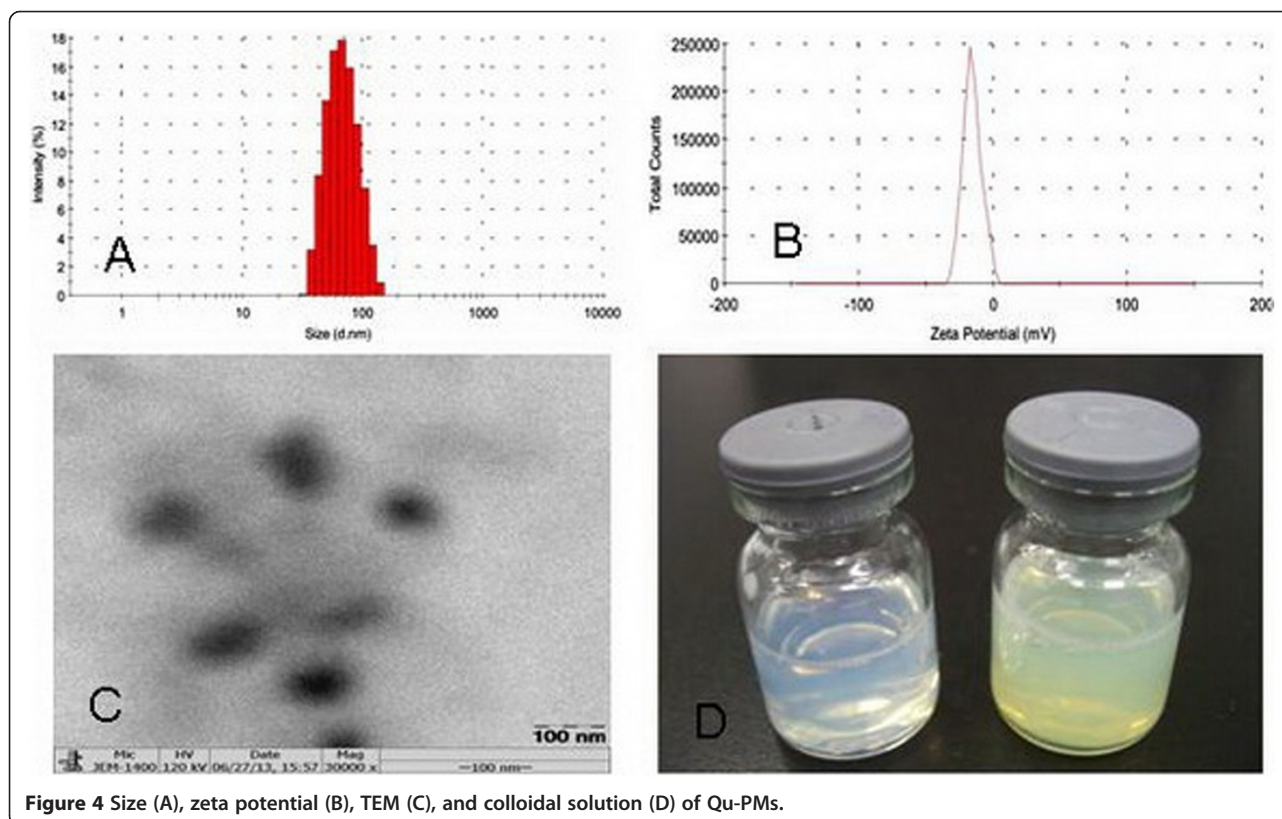 18
16
14
12
10
8
6
4
2
0
Intensity (%)
1 10 100 1000 10000
Size (d.nm)
A
250000
200000
150000
100000
50000
0
Total Counts
-200 -100 0 100 200
Zeta Potential (mV)
B
C
100 nm
Mic HV Date Mag
JEM-1400 120 kV 06/27/13, 15:57 30000 x —100 nm—
D
Figure 4 Size (A), zeta potential (B), TEM (C), and colloidal solution (D) of Qu-PMs.